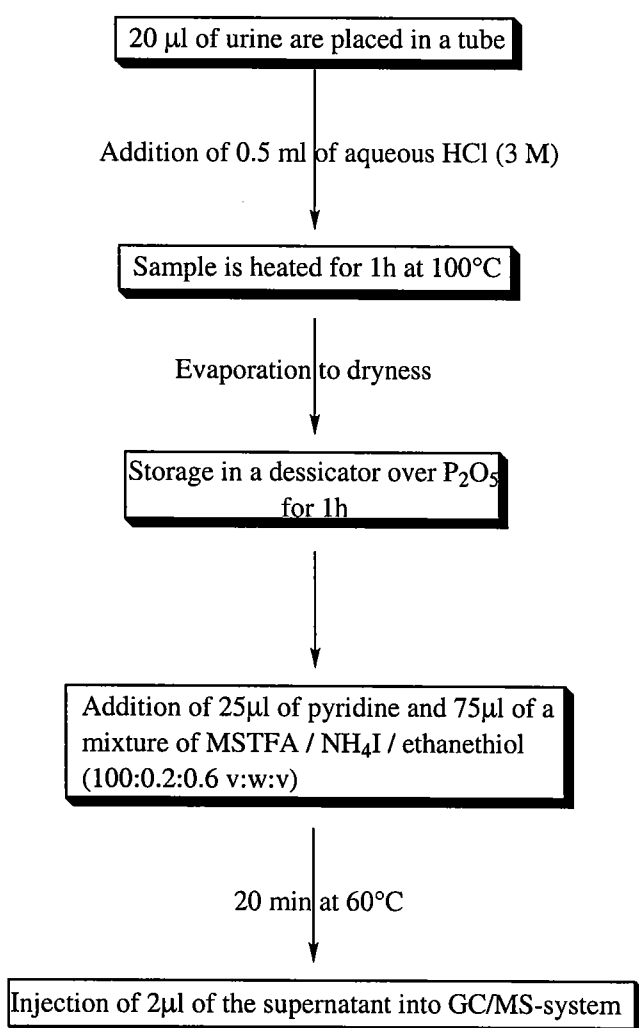 20 µl of urine are placed in a tube
Addition of 0.5 ml of aqueous HCl (3 M)
Sample is heated for 1h at 100°C
Evaporation to dryness
Storage in a dessicator over P₂O₅
for 1h
Addition of 25µl of pyridine and 75µl of a
mixture of MSTFA / NH₄I / ethanethiol
(100:0.2:0.6 v:w:v)
20 min at 60°C
Injection of 2µl of the supernatant into GC/MS-system